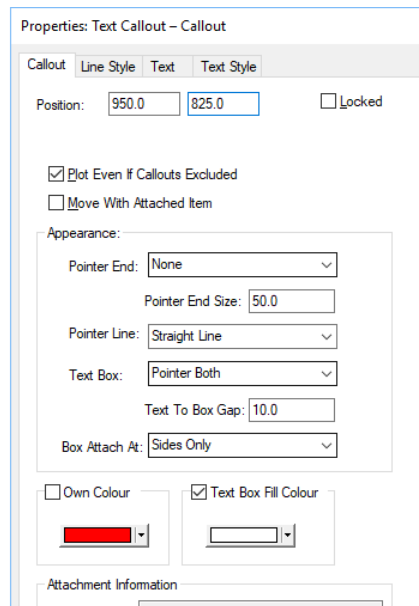 Properties: Text Callout – Callout
Callout Line Style Text Text Style
Position: 950.0 825.0 Locked
Plot Even If Callouts Excluded
Move With Attached Item
Appearance:
Pointer End: None
Pointer End Size: 50.0
Pointer Line: Straight Line
Text Box: Pointer Both
Text To Box Gap: 10.0
Box Attach At: Sides Only
Own Colour Text Box Fill Colour
Attachment Information